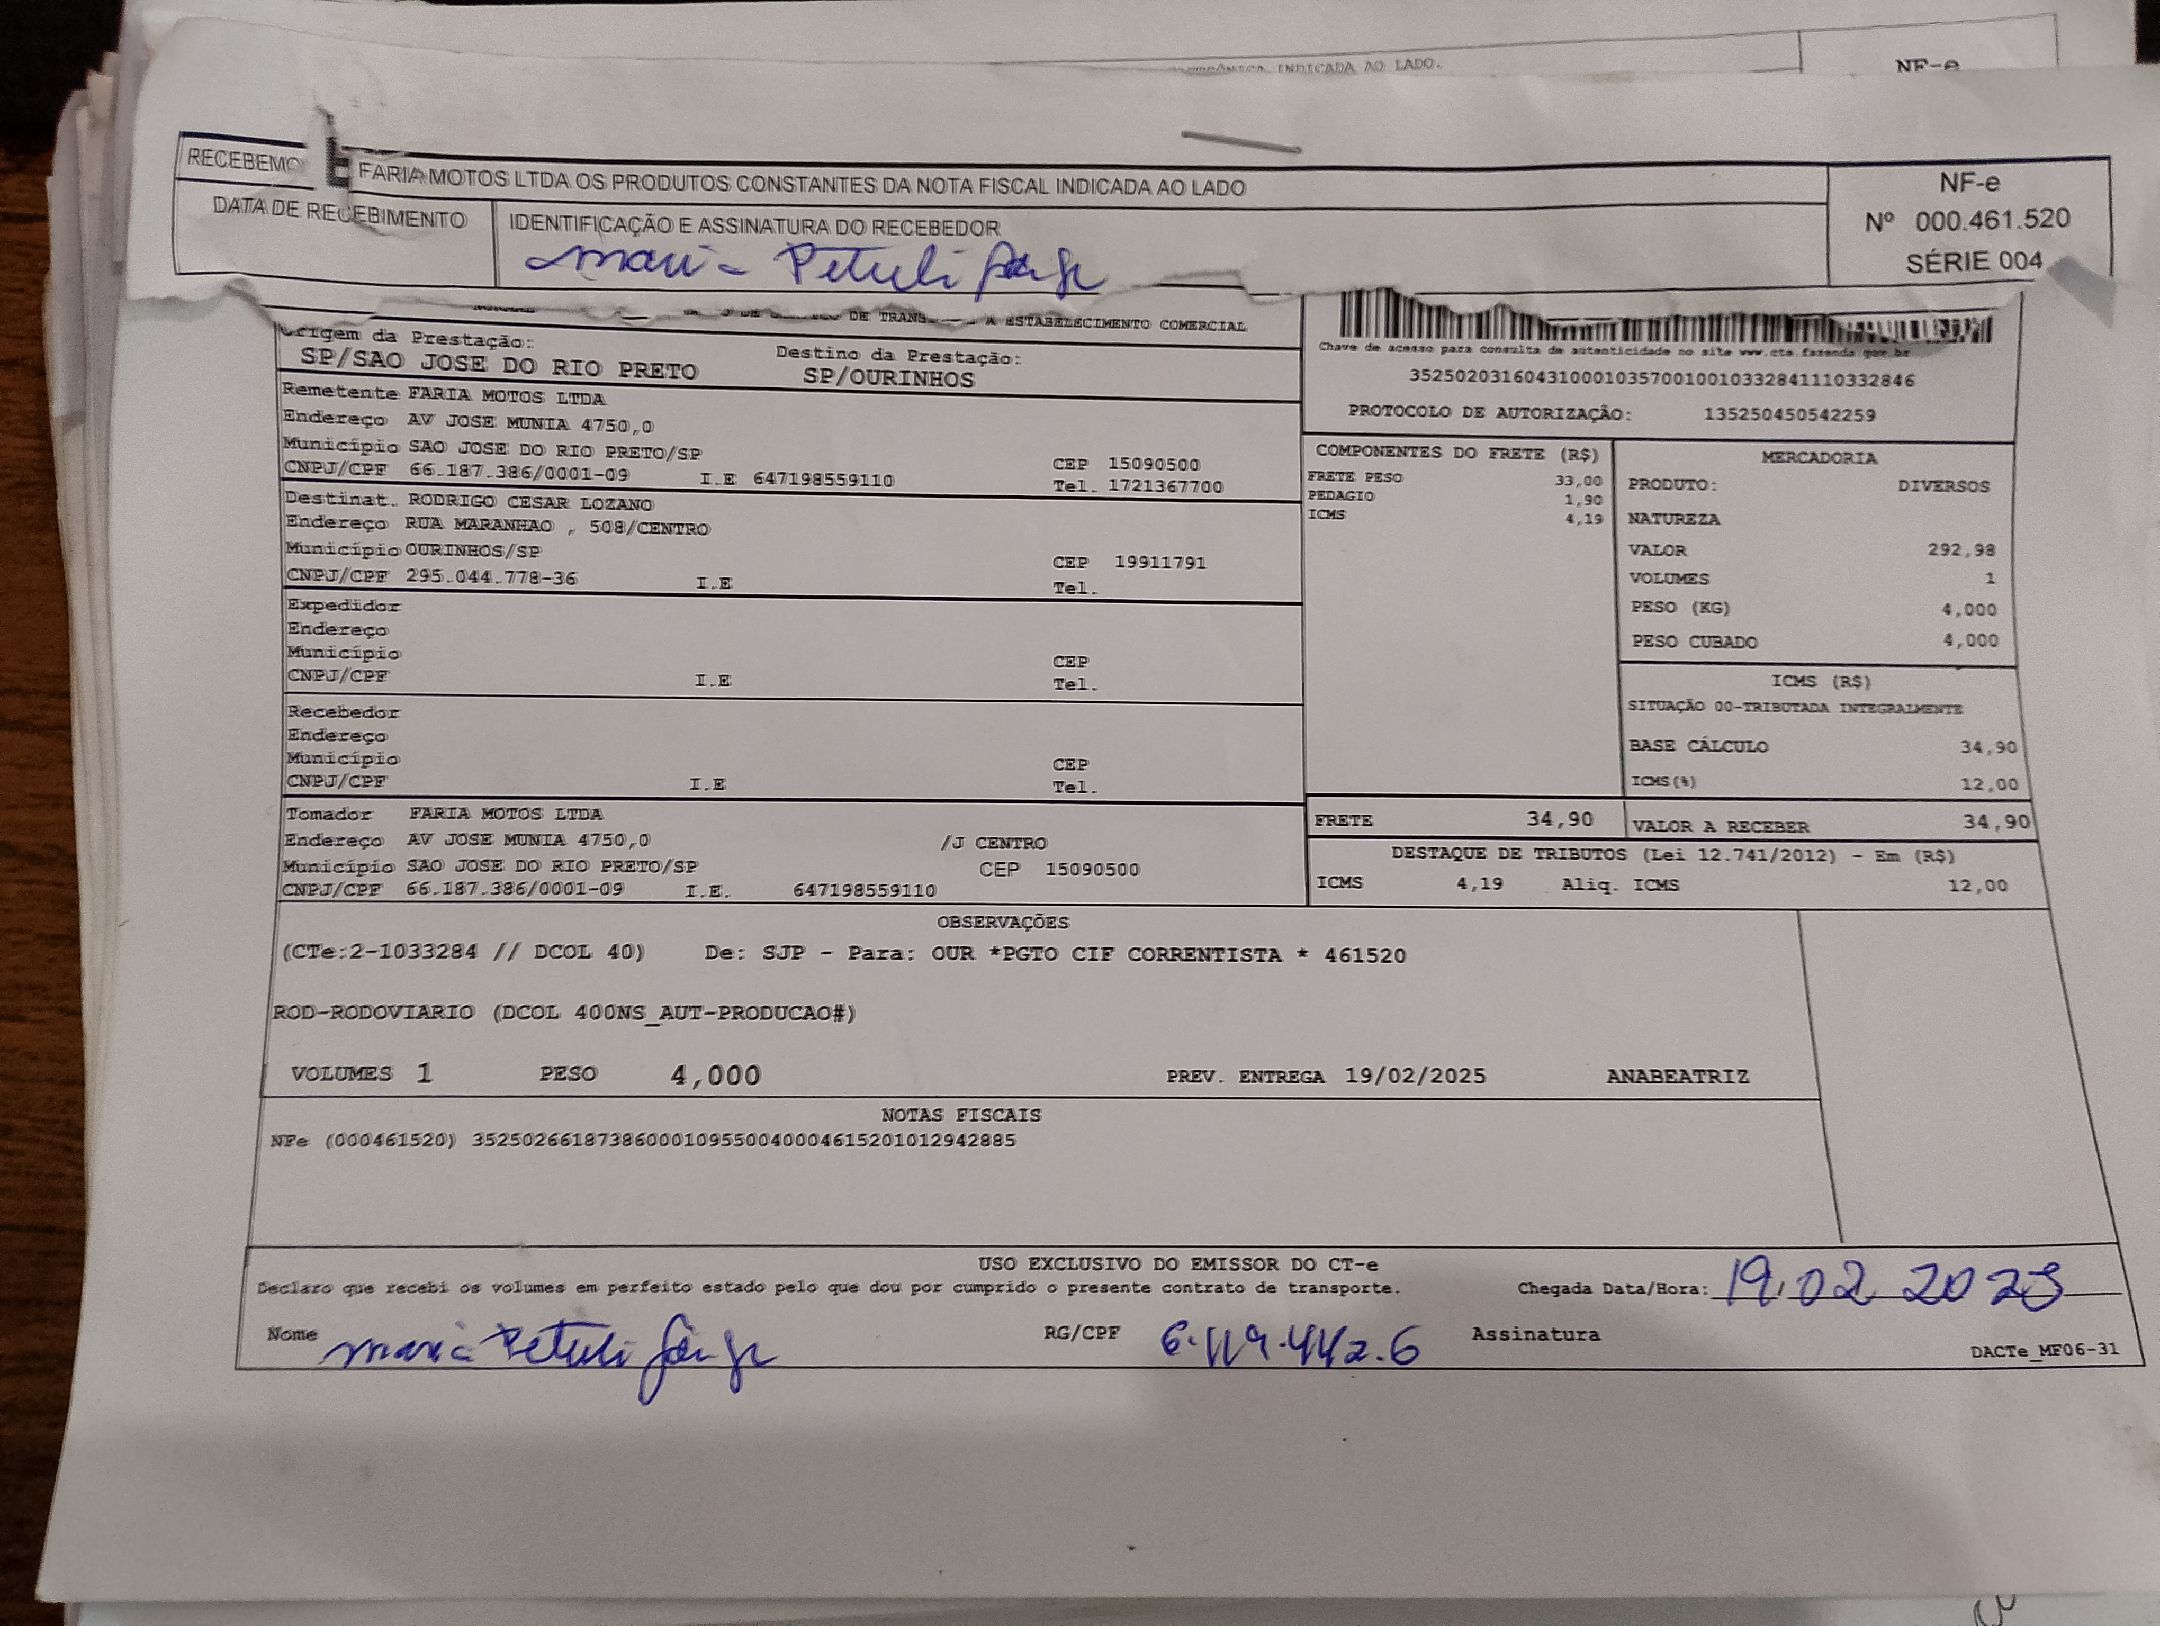 INDICADA AO LADO.
NF-e
RECEBEMO
FARIA MOTOS LTDA OS PRODUTOS CONSTANTES DA NOTA FISCAL INDICADA AO LADO
NF-e
Nº 000.461.520
SÉRIE 004
DATA DE RECEBIMENTO
IDENTIFICAÇÃO E ASSINATURA DO RECEBEDOR
DE TRANS A ESTABELECIMENTO COMERCIAL
Origem da Prestação:
SP/SAO JOSE DO RIO PRETO
Destino da Prestação:
SP/OURINHOS
Chave de acesso para consulta de autenticidade no site www.cte.fazenda.gov.br
35250203160431000103570010010332841110332846
PROTOCOLO DE AUTORIZAÇÃO: 135250450542259
Remetente FARIA MOTOS LTDA
Endereço AV JOSE MUNIA 4750,0
Município SAO JOSE DO RIO PRETO/SP CEP 15090500
CNPJ/CPF 66.187.386/0001-09 I.E 647198559110 Tel. 1721367700
Destinat. RODRIGO CESAR LOZANO
Endereço RUA MARANHAO , 508/CENTRO
Município OURINHOS/SP CEP 19911791
CNPJ/CPF 295.044.778-36 I.E Tel.
Expedidor
Endereço
Município CEP
CNPJ/CPF I.E Tel.
Recebedor
Endereço
Município CEP
CNPJ/CPF I.E Tel.
Tomador FARIA MOTOS LTDA
Endereço AV JOSE MUNIA 4750,0 /J CENTRO
Município SAO JOSE DO RIO PRETO/SP CEP 15090500
CNPJ/CPF 66.187.386/0001-09 I.E. 647198559110
COMPONENTES DO FRETE (R$)
FRETE PESO 33,00
PEDAGIO 1,90
ICMS 4,19
MERCADORIA
PRODUTO: DIVERSOS
NATUREZA
VALOR 292,98
VOLUMES 1
PESO (KG) 4,000
PESO CUBADO 4,000
ICMS (R$)
SITUAÇÃO 00-TRIBUTADA INTEGRALMENTE
BASE CÁLCULO 34,90
ICMS(%) 12,00
FRETE 34,90
VALOR A RECEBER 34,90
DESTAQUE DE TRIBUTOS (Lei 12.741/2012) - Em (R$)
ICMS 4,19 Aliq. ICMS 12,00
OBSERVAÇÕES
(CTe:2-1033284 // DCOL 40) De: SJP - Para: OUR *PGTO CIF CORRENTISTA * 461520
ROD-RODOVIARIO (DCOL 400NS_AUT-PRODUCAO#)
VOLUMES 1 PESO 4,000 PREV. ENTREGA 19/02/2025 ANABEATRIZ
NOTAS FISCAIS
NFe (000461520) 35250266187386000109550040004615201012942885
USO EXCLUSIVO DO EMISSOR DO CT-e
Declaro que recebi os volumes em perfeito estado pelo que dou por cumprido o presente contrato de transporte. Chegada Data/Hora: 19.02 2025
Nome RG/CPF 6.119.442.6 Assinatura
DACTe_MF06-31